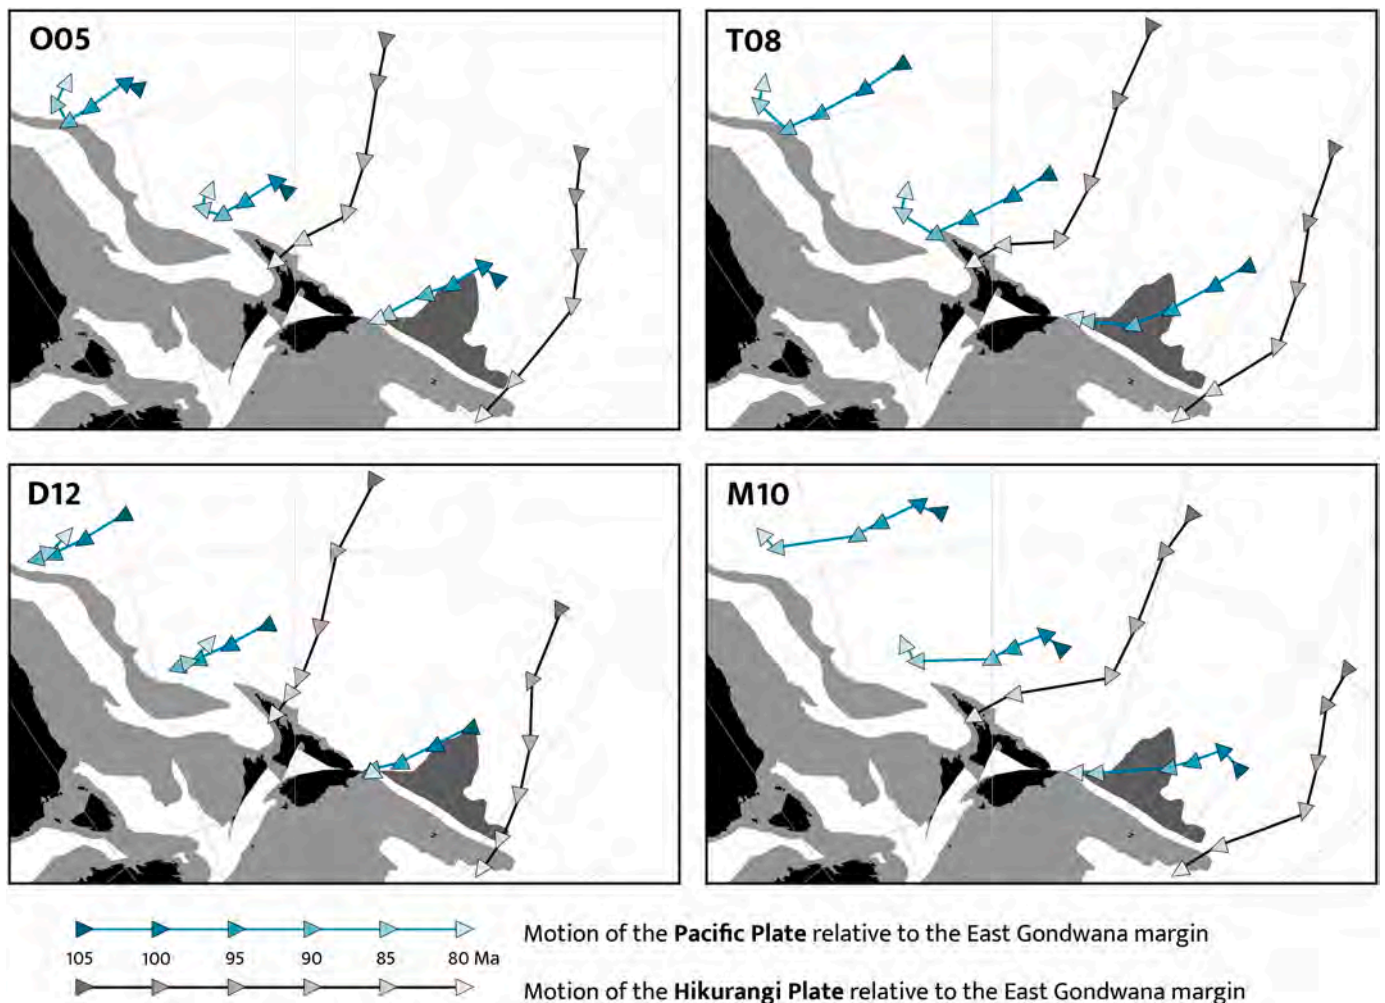 O05
T08
D12
M10
Motion of the Pacific Plate relative to the East Gondwana margin
105 100 95 90 85 80 Ma
Motion of the Hikurangi Plate relative to the East Gondwana margin